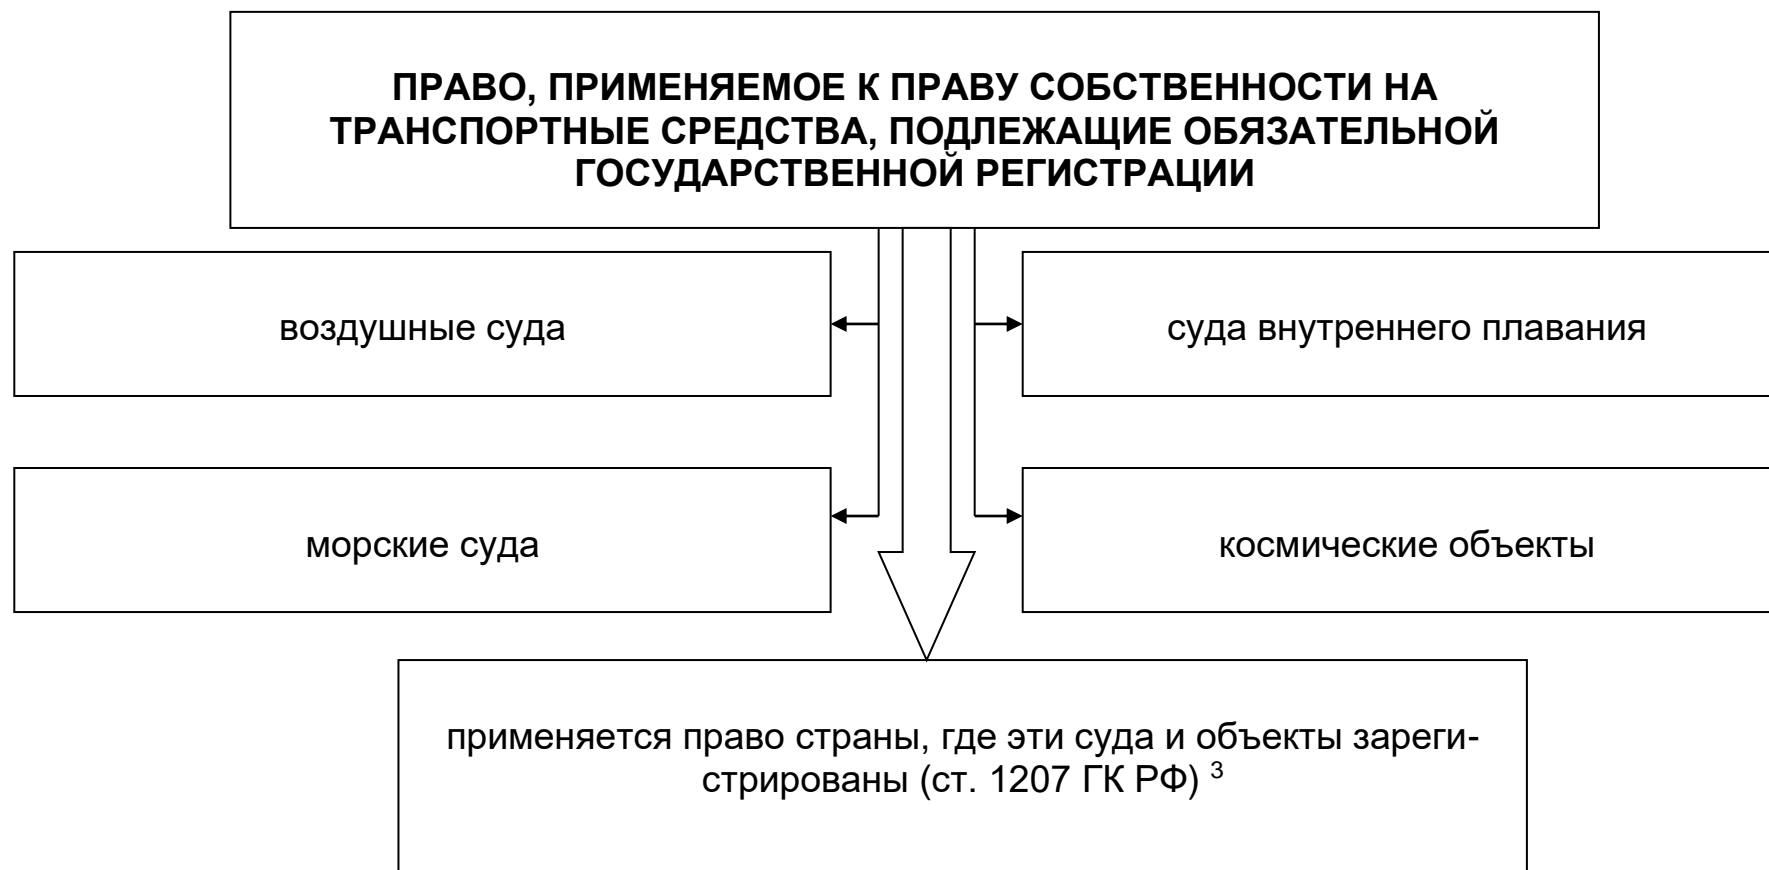 ПРАВО, ПРИМЕНЯЕМОЕ К ПРАВУ СОБСТВЕННОСТИ НА
ТРАНСПОРТНЫЕ СРЕДСТВА, ПОДЛЕЖАЩИЕ ОБЯЗАТЕЛЬНОЙ
ГОСУДАРСТВЕННОЙ РЕГИСТРАЦИИ
воздушные суда
суда внутреннего плавания
морские суда
космические объекты
применяется право страны, где эти суда и объекты зареги-
стрированы (ст. 1207 ГК РФ) ³